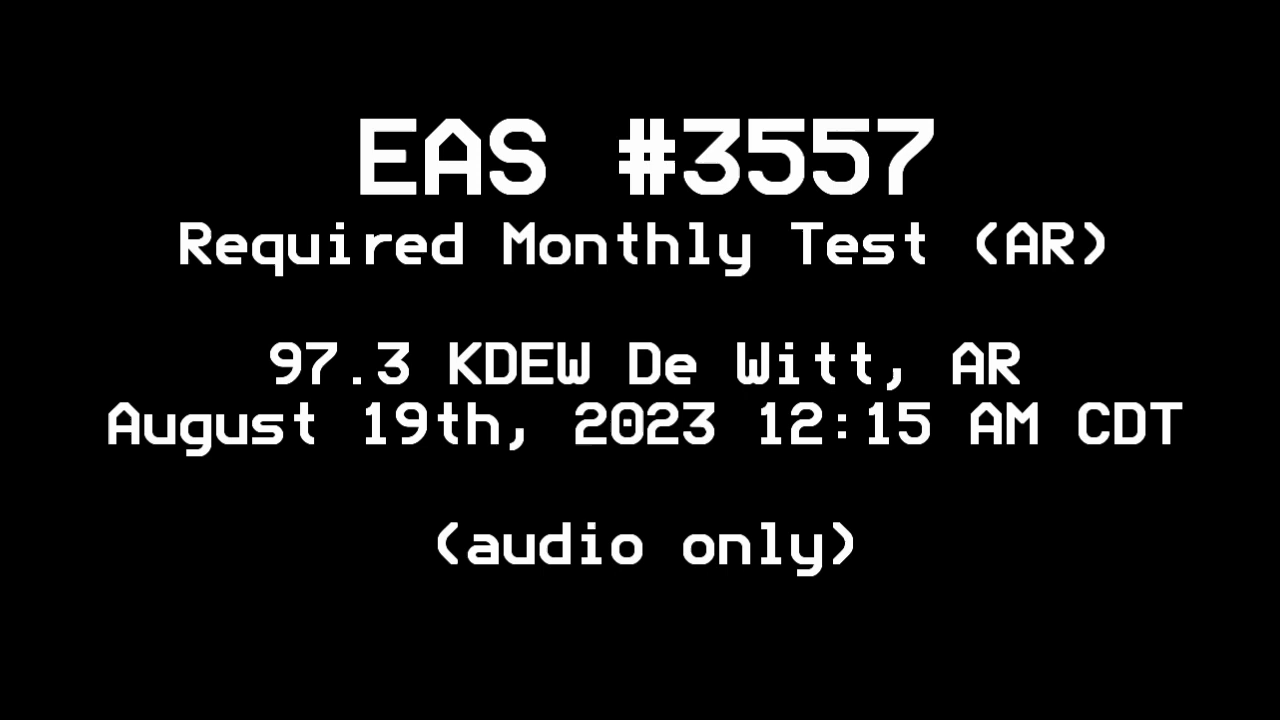 EAS #3557
Required Monthly Test (AR)
97.3 KDEW De Witt, AR
August 19th, 2023 12:15 AM CDT
(audio only)